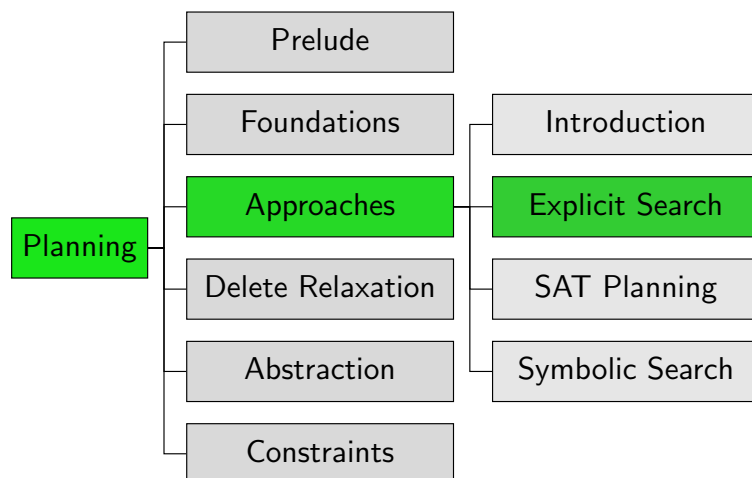 Planning
Prelude
Foundations
Approaches
Delete Relaxation
Abstraction
Constraints
Introduction
Explicit Search
SAT Planning
Symbolic Search